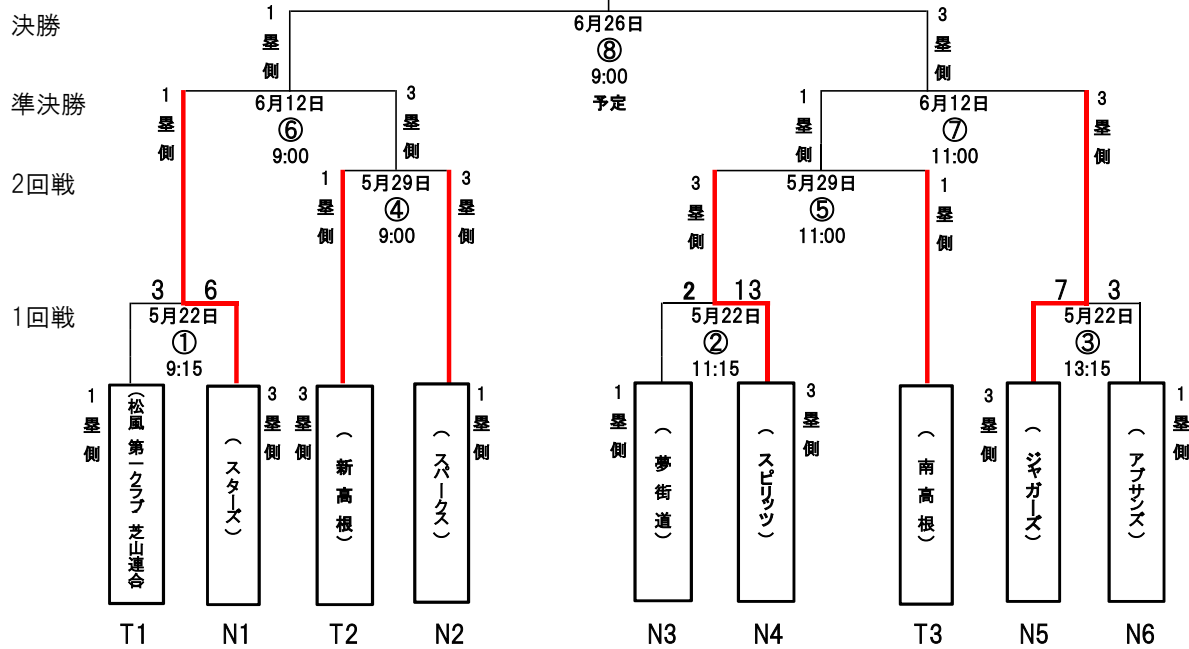 決勝
1塁側
6月26日
⑧
9:00
予定
3塁側
準決勝
1塁側
6月12日
⑥
9:00
3塁側
1塁側
6月12日
⑦
11:00
3塁側
2回戦
1塁側
5月29日
④
9:00
3塁側
3塁側
5月29日
⑤
11:00
1塁側
1回戦
3 6
5月22日
①
9:15
2 13
5月22日
②
11:15
7 3
5月22日
③
13:15
1塁側
(松風 第一クラブ 芝山連合
(スターズ)
3塁側
3塁側
(新高根)
(スパークス)
1塁側
1塁側
(夢街道)
(スピリッツ)
3塁側
(南高根)
3塁側
(ジャガーズ)
(アブサンズ)
1塁側
T1 N1 T2 N2 N3 N4 T3 N5 N6